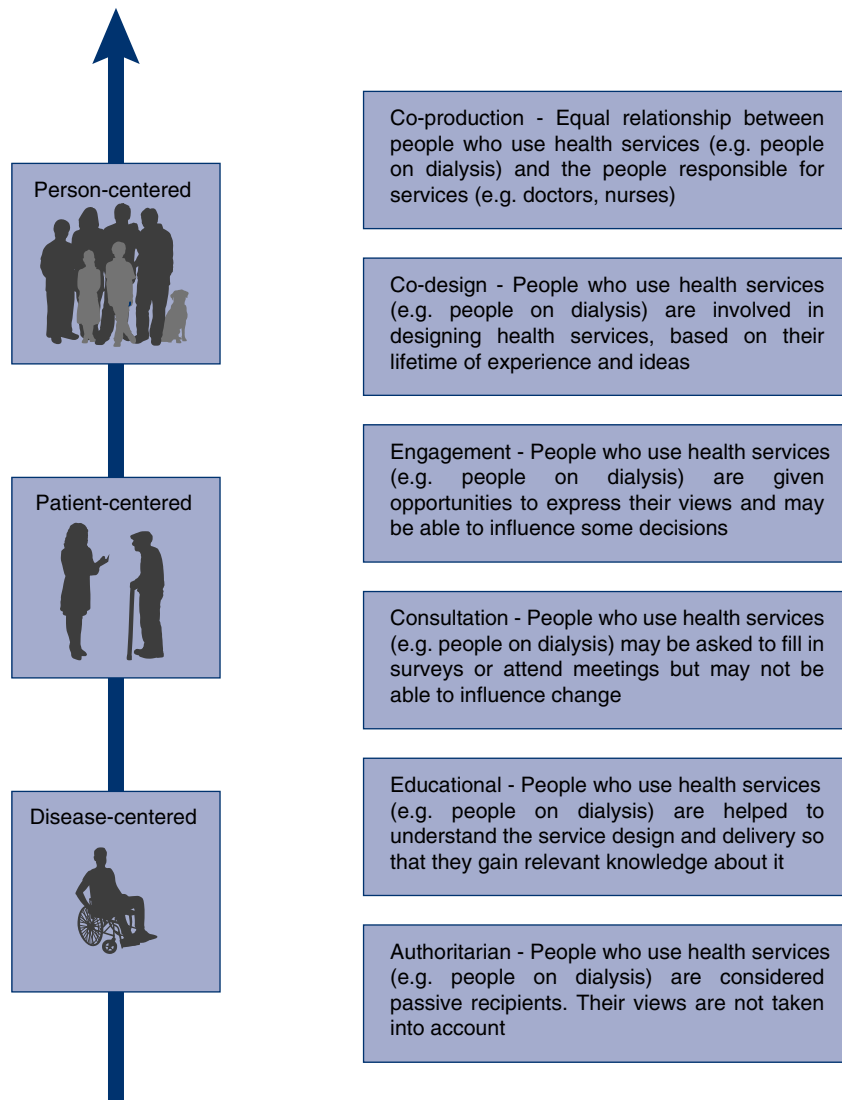 Person-centered
Patient-centered
Disease-centered
Co-production - Equal relationship between
people who use health services (e.g. people
on dialysis) and the people responsible for
services (e.g. doctors, nurses)
Co-design - People who use health services
(e.g. people on dialysis) are involved in
designing health services, based on their
lifetime of experience and ideas
Engagement - People who use health services
(e.g. people on dialysis) are given
opportunities to express their views and may
be able to influence some decisions
Consultation - People who use health services
(e.g. people on dialysis) may be asked to fill in
surveys or attend meetings but may not be
able to influence change
Educational - People who use health services
(e.g. people on dialysis) are helped to
understand the service design and delivery so
that they gain relevant knowledge about it
Authoritarian - People who use health services
(e.g. people on dialysis) are considered
passive recipients. Their views are not taken
into account